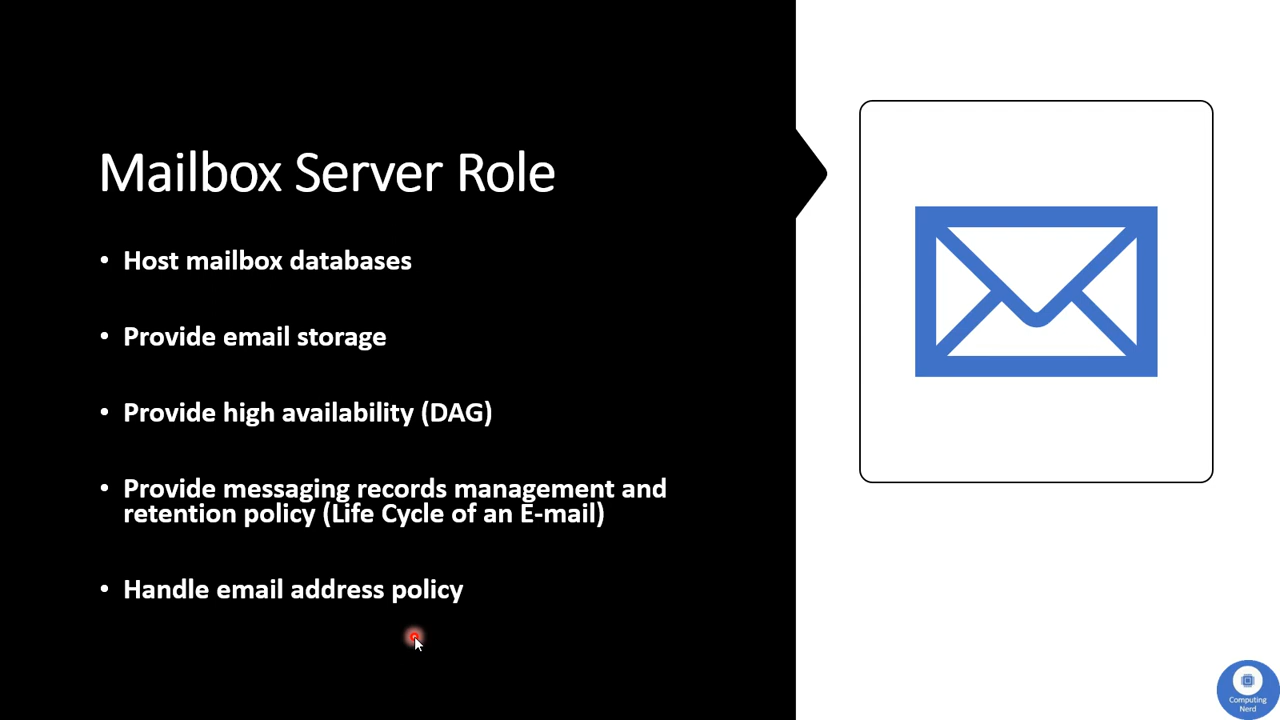 Mailbox Server Role
• Host mailbox databases
• Provide email storage
• Provide high availability (DAG)
• Provide messaging records management and
retention policy (Life Cycle of an E-mail)
• Handle email address policy
Computing
Nerd